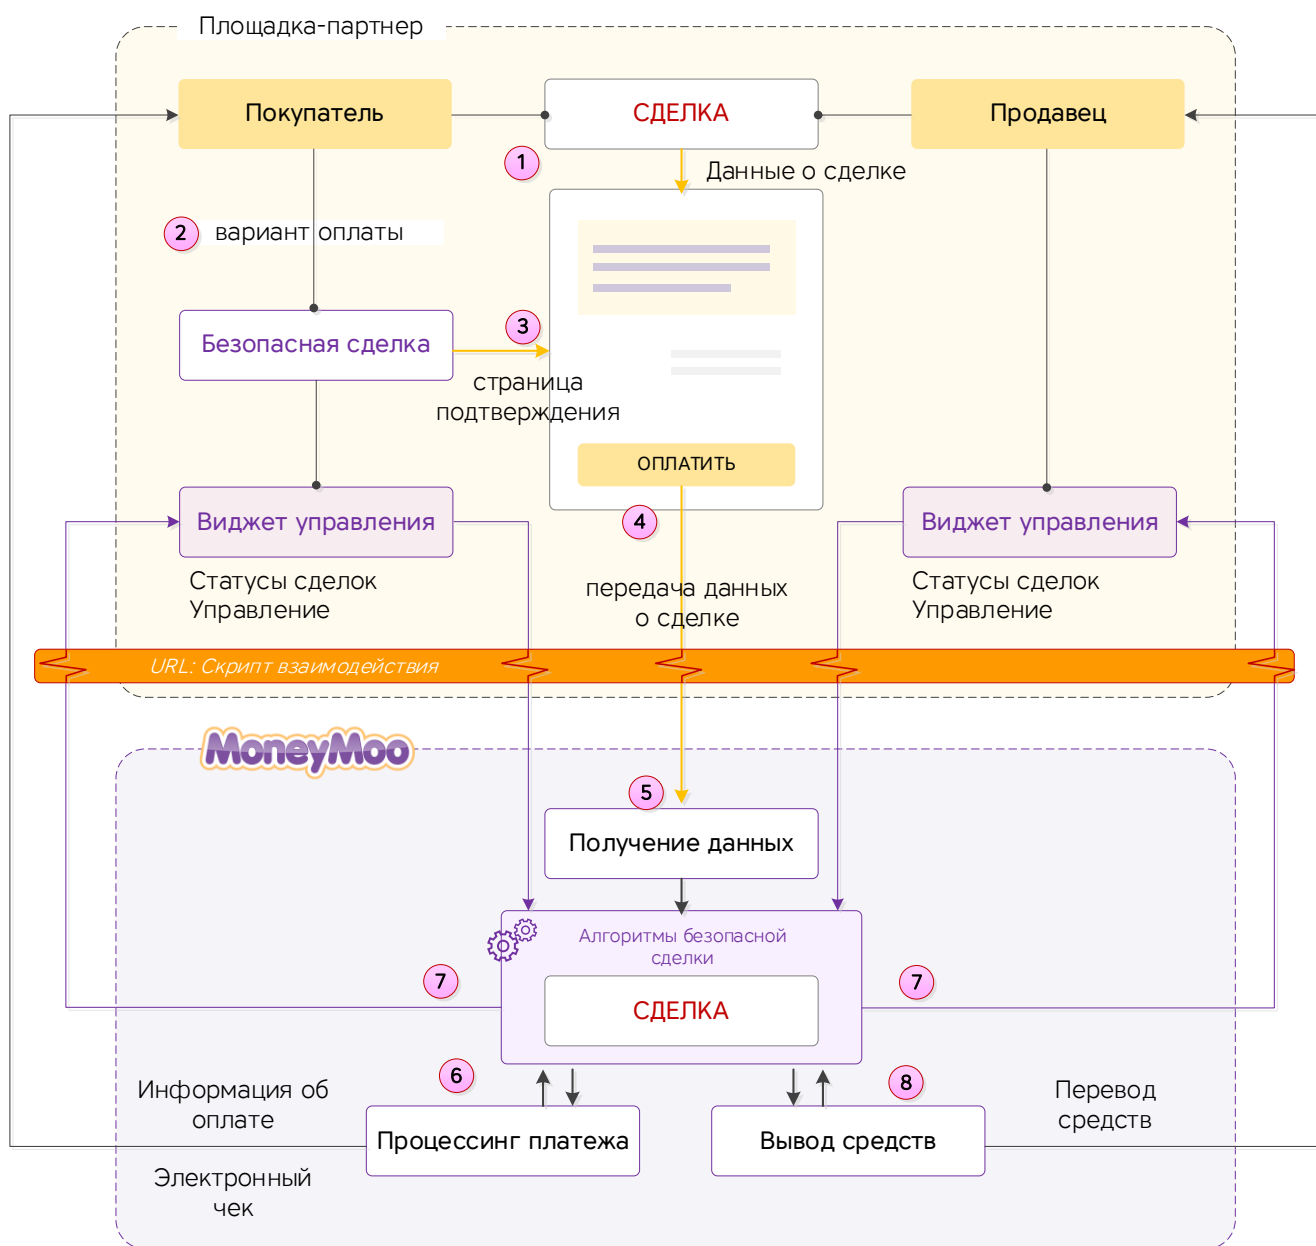 Площадка-партнер
Покупатель
СДЕЛКА
Продавец
1
Данные о сделке
2
вариант оплаты
3
Безопасная сделка
страница
подтверждения
ОПЛАТИТЬ
4
Виджет управления
Виджет управления
Статусы сделок
Управление
передача данных
о сделке
Статусы сделок
Управление
URL: Скрипт взаимодействия
MoneyMoo
5
Получение данных
Алгоритмы безопасной
сделки
СДЕЛКА
7
7
6
8
Информация об
оплате
Процессинг платежа
Вывод средств
Перевод
средств
Электронный
чек